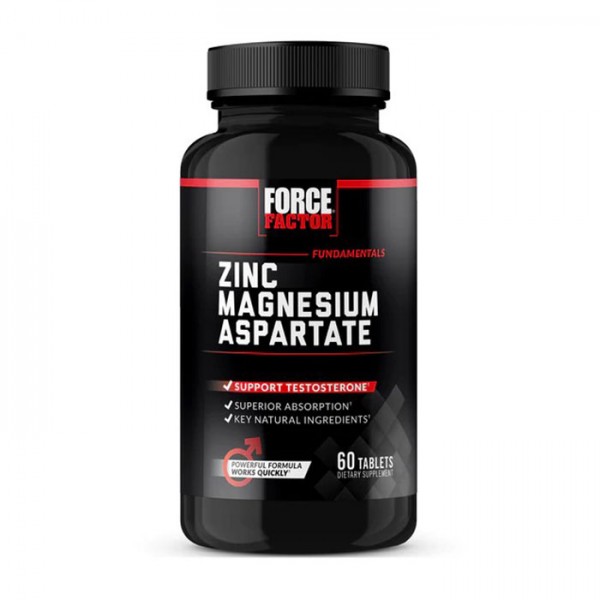 FORCE
FACTOR
FUNDAMENTALS
ZINC
MAGNESIUM
ASPARTATE
SUPPORT TESTOSTERONE†
SUPERIOR ABSORPTION†
KEY NATURAL INGREDIENTS†
POWERFUL FORMULA
WORKS QUICKLY†
60 TABLETS
DIETARY SUPPLEMENT